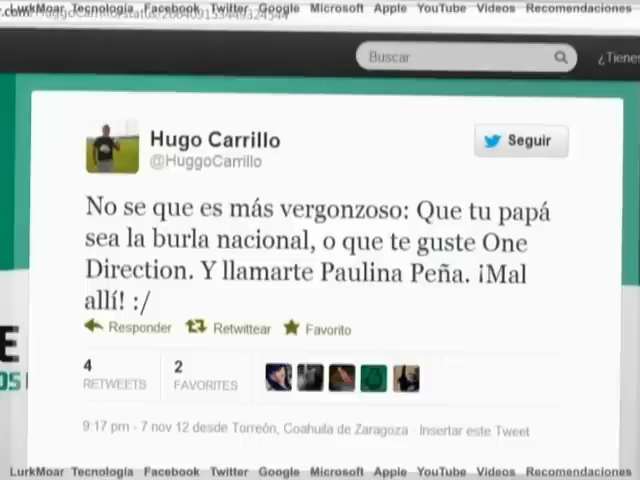 LurkMoar Tecnología Facebook Twitter Google Microsoft Apple YouTube Videos Recomendaciones
Buscar
¿Tienes
Hugo Carrillo
@HuggoCarrillo
Seguir
No se que es más vergonzoso: Que tu papá
sea la burla nacional, o que te guste One
Direction. Y llamarte Paulina Peña. ¡Mal
allí! :/
Responder Retwittear Favorito
4
RETWEETS
2
FAVORITES
9:17 pm - 7 nov 12 desde Torreón, Coahuila de Zaragoza · Insertar este Tweet
LurkMoar Tecnología Facebook Twitter Google Microsoft Apple YouTube Videos Recomendaciones